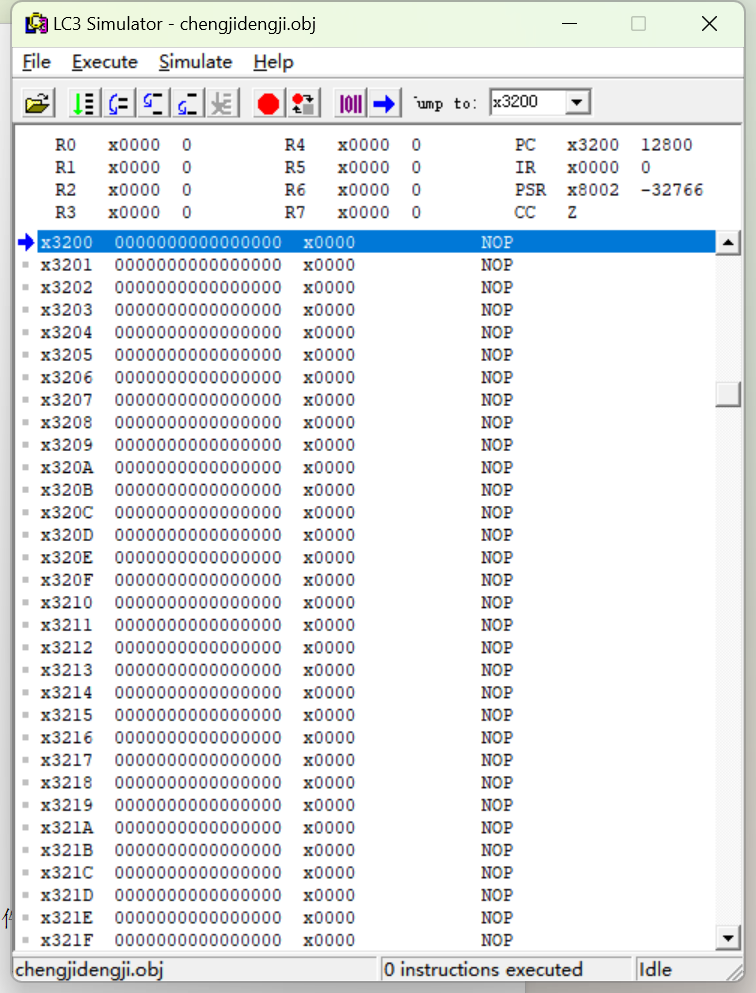 LC3 Simulator - chengjidengji.obj
File Execute Simulate Help
Jump to: x3200
R0 x0000 0 R4 x0000 0 PC x3200 12800
R1 x0000 0 R5 x0000 0 IR x0000 0
R2 x0000 0 R6 x0000 0 PSR x8002 -32766
R3 x0000 0 R7 x0000 0 CC Z
x3200 0000000000000000 x0000 NOP
x3201 0000000000000000 x0000 NOP
x3202 0000000000000000 x0000 NOP
x3203 0000000000000000 x0000 NOP
x3204 0000000000000000 x0000 NOP
x3205 0000000000000000 x0000 NOP
x3206 0000000000000000 x0000 NOP
x3207 0000000000000000 x0000 NOP
x3208 0000000000000000 x0000 NOP
x3209 0000000000000000 x0000 NOP
x320A 0000000000000000 x0000 NOP
x320B 0000000000000000 x0000 NOP
x320C 0000000000000000 x0000 NOP
x320D 0000000000000000 x0000 NOP
x320E 0000000000000000 x0000 NOP
x320F 0000000000000000 x0000 NOP
x3210 0000000000000000 x0000 NOP
x3211 0000000000000000 x0000 NOP
x3212 0000000000000000 x0000 NOP
x3213 0000000000000000 x0000 NOP
x3214 0000000000000000 x0000 NOP
x3215 0000000000000000 x0000 NOP
x3216 0000000000000000 x0000 NOP
x3217 0000000000000000 x0000 NOP
x3218 0000000000000000 x0000 NOP
x3219 0000000000000000 x0000 NOP
x321A 0000000000000000 x0000 NOP
x321B 0000000000000000 x0000 NOP
x321C 0000000000000000 x0000 NOP
x321D 0000000000000000 x0000 NOP
x321E 0000000000000000 x0000 NOP
x321F 0000000000000000 x0000 NOP
chengjidengji.obj 0 instructions executed Idle